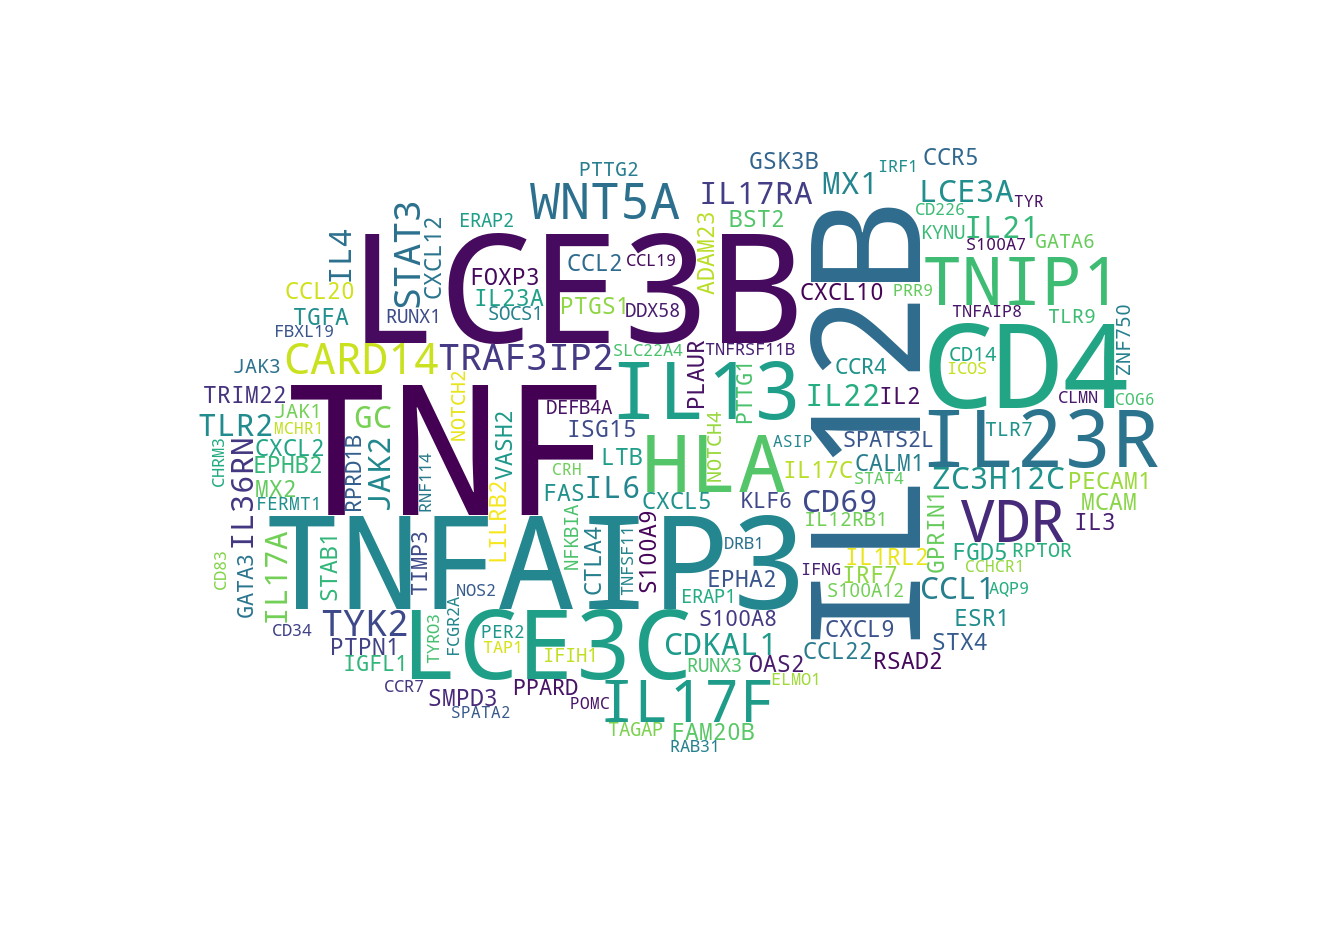 PTTG2
GSK3B
IRF1
CCR5
WNT5A
IL17RA
MX1
LCE3A
TYR
STAT3
CXCL12
ERAP2
ADAM23
BST2
CD226
KYNU
IL21
IL4
LCE3B
IL12B
S100A7
GATA6
FOXP3
CCL2
CCL19
TNIP1
CCL20
IL23A
PTGS1
CXCL10
PRR9
TGFA
RUNX1
SOCS1
DDX58
TNFAIP8
TLR9
ZNF750
FBXL19
CARD14
TRAF3IP2
SLC22A4
TNFRSF11B
CD4
CD14
JAK3
NOTCH2
IL13
PLAUR
PTTG1
CCR4
ICOS
TRIM22
TNF
IL22
IL2
CLMN
COG6
JAK1
GC
DEFB4A
TLR2
MCHR1
ISG15
NOTCH4
IL23R
TLR7
CHRM3
IL36RN
CXCL2
RPRD1B
JAK2
VASH2
HLA
ASIP
SPATS2L
EPHB2
RNF114
CRH
LTB
IL17C
CALM1
STAT4
ZC3H12C
PECAM1
MX2
LILRB2
FAS
IL6
CXCL5
KLF6
CD69
FERMT1
MCAM
NFKBIA
S100A9
IL12RB1
GPRIN1
VDR
IL3
TNFAIP3
IL17A
STAB1
TIMP3
CTLA4
TNFSF11
DRB1
IL1RL2
FGD5
RPTOR
CD83
GATA3
NOS2
EPHA2
IFNG
IRF7
CCHCR1
ERAP1
S100A12
CCL1
AQP9
CD34
TYK2
FCGR2A
LCE3C
S100A8
CXCL9
ESR1
PTPN1
TYRO3
PER2
TAP1
IFIH1
CDKAL1
CCL22
STX4
IGFL1
RUNX3
OAS2
RSAD2
CCR7
PPARD
ELMO1
SMPD3
POMC
IL17F
SPATA2
TAGAP
FAM20B
RAB31